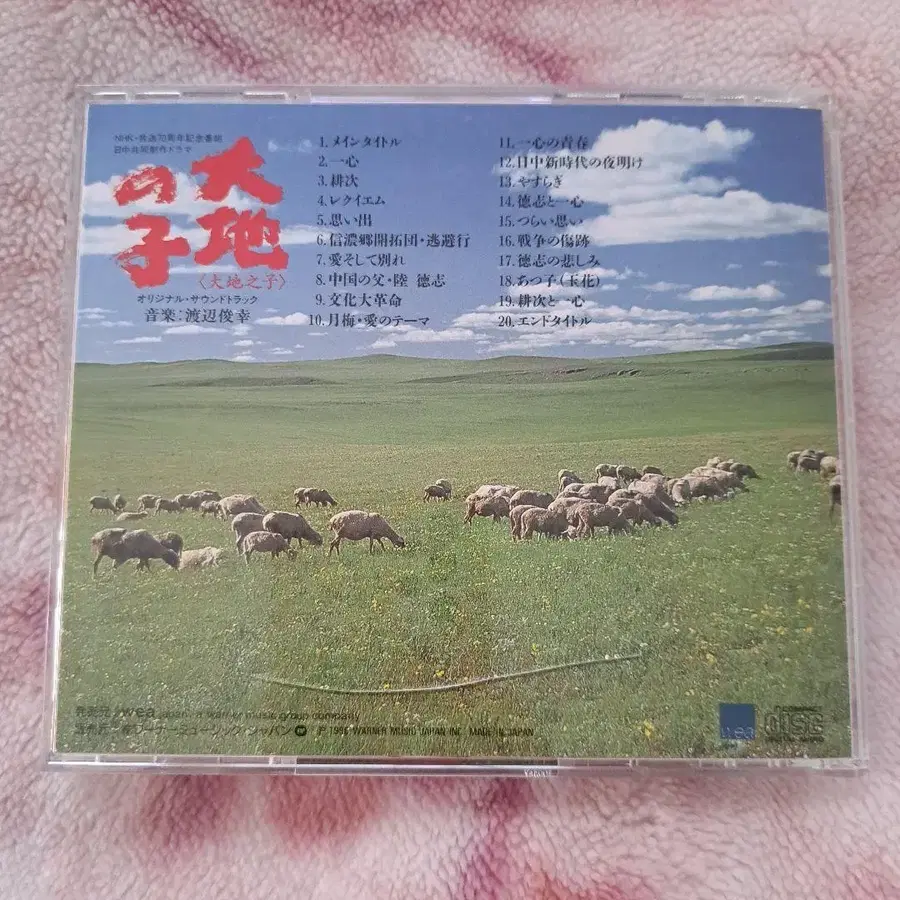 NHK・放送70周年記念番組
日中共同制作ドラマ
大地
の子
〈大地之子〉
オリジナル・サウンドトラック
音楽：渡辺俊幸
1.メインタイトル
2.一心
3.耕次
4.レクイエム
5.思い出
6.信濃郷開拓団・逃避行
7.愛そして別れ
8.中国の父・陸 徳志
9.文化大革命
10.月梅・愛のテーマ
11.一心の青春
12.日中新時代の夜明け
13.やすらぎ
14.徳志と一心
15.つらい思い
16.戦争の傷跡
17.徳志の悲しみ
18.あつ子（玉花）
19.耕次と一心
20.エンドタイトル
発売元/wea japan, a warner music group company
ワーナーミュージック・ジャパン
WARNER MUSIC JAPAN INC. MADE IN JAPAN
wea
COMPACT
disc